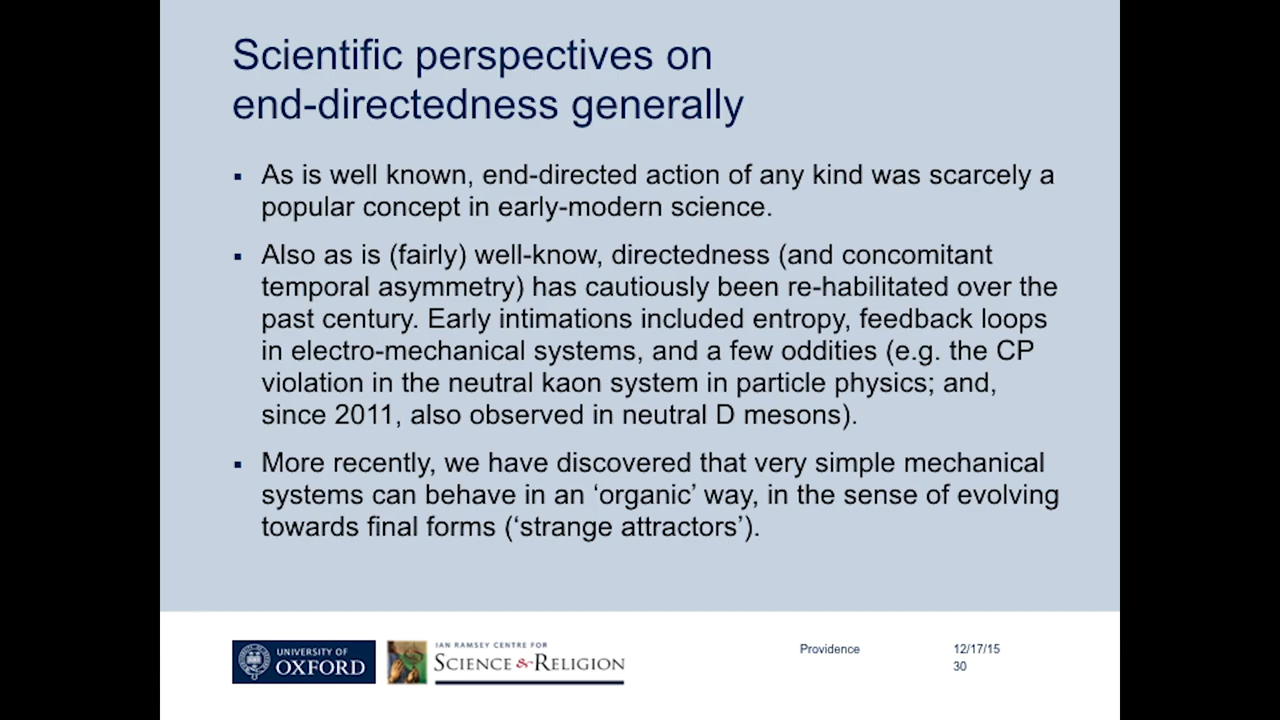 Scientific perspectives on
end-directedness generally
▪ As is well known, end-directed action of any kind was scarcely a
popular concept in early-modern science.
▪ Also as is (fairly) well-know, directedness (and concomitant
temporal asymmetry) has cautiously been re-habilitated over the
past century. Early intimations included entropy, feedback loops
in electro-mechanical systems, and a few oddities (e.g. the CP
violation in the neutral kaon system in particle physics; and,
since 2011, also observed in neutral D mesons).
▪ More recently, we have discovered that very simple mechanical
systems can behave in an ‘organic’ way, in the sense of evolving
towards final forms (‘strange attractors’).
UNIVERSITY OF
OXFORD
IAN RAMSEY CENTRE FOR
SCIENCE & RELIGION
Providence
12/17/15
30